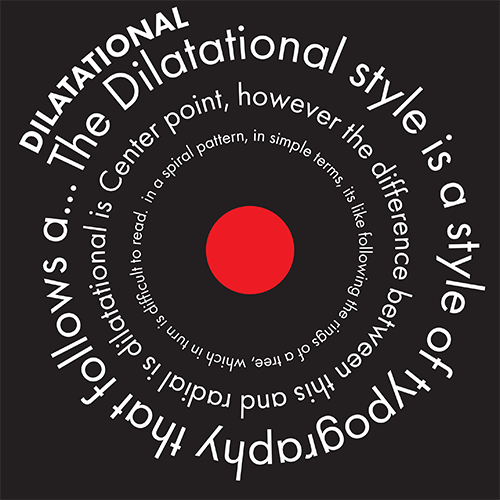 DILATATIONAL
The Dilatational style is a style of typography that follows a...
Center point, however the difference between this and radial is dilatational is
in a spiral pattern, in simple terms, its like following the rings of a tree, which in turn is difficult to read.